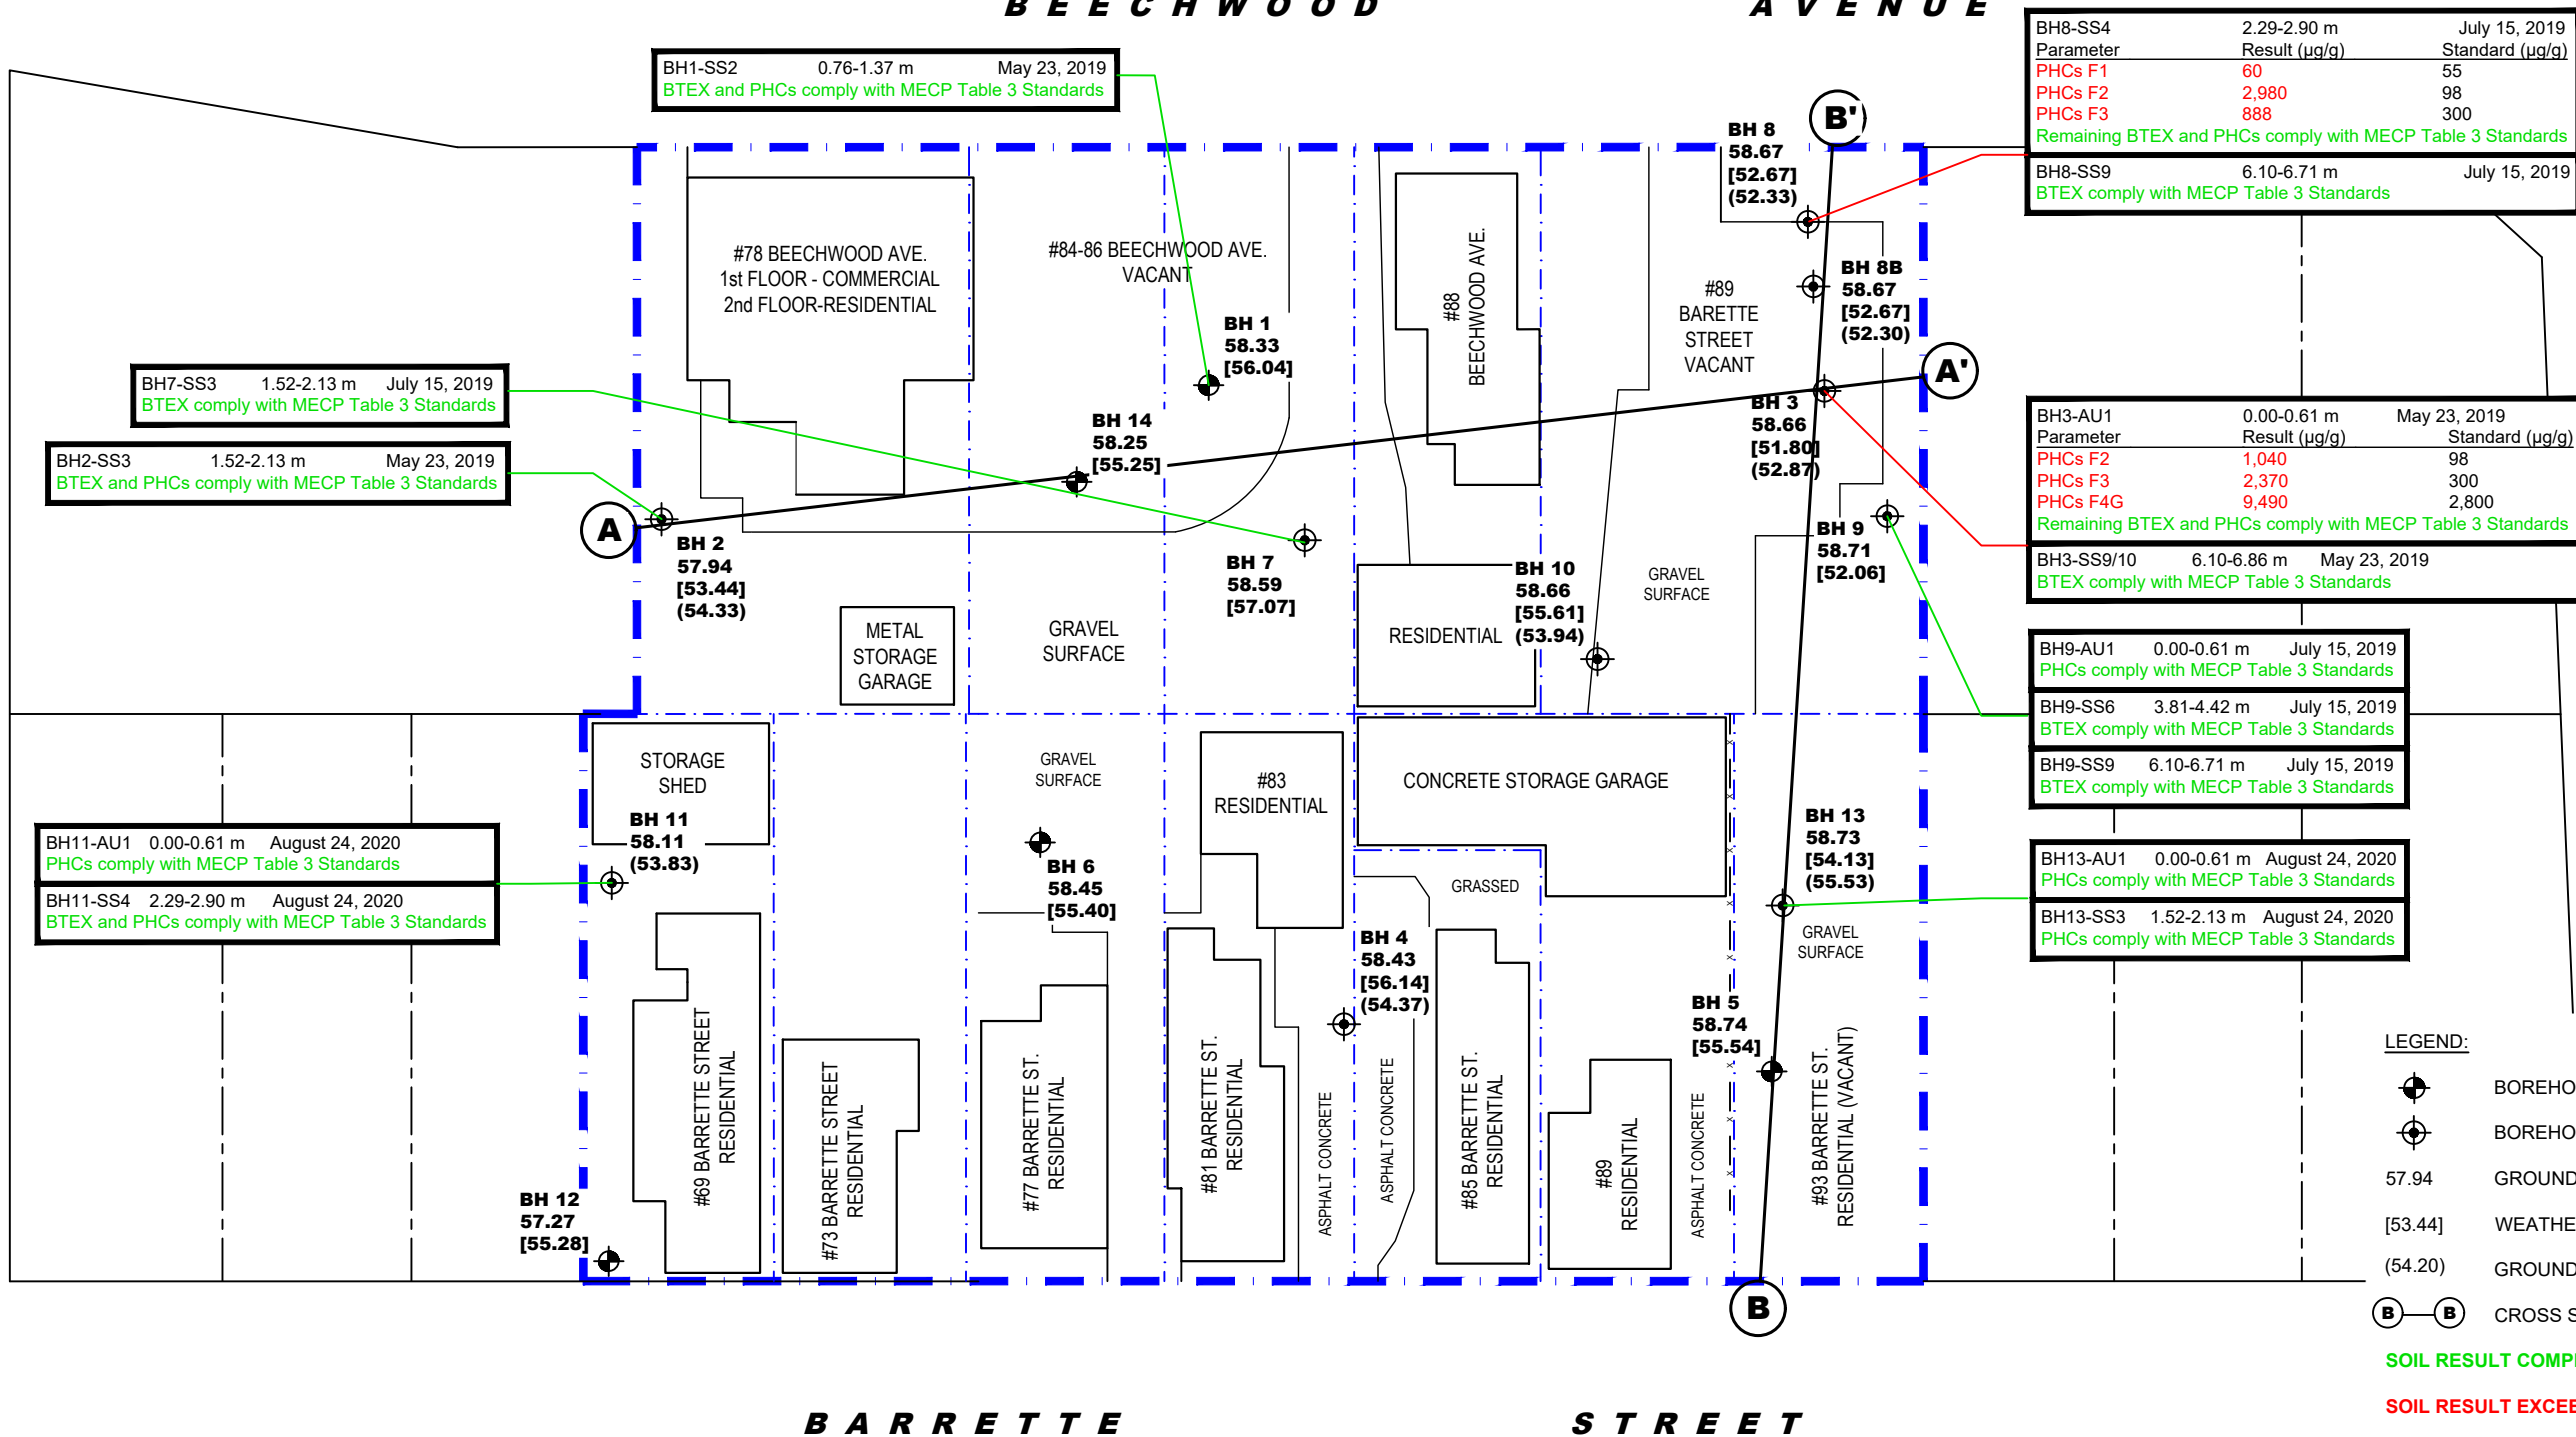 BEECHWOOD AVENUE
BH1-SS2 0.76-1.37 m May 23, 2019
BTEX and PHCs comply with MECP Table 3 Standards
BH8-SS4 2.29-2.90 m July 15, 2019
Parameter Result (µg/g) Standard (µg/g)
PHCs F1 60 55
PHCs F2 2,980 98
PHCs F3 888 300
Remaining BTEX and PHCs comply with MECP Table 3 Standards
BH8-SS9 6.10-6.71 m July 15, 2019
BTEX comply with MECP Table 3 Standards
B'
BH 8
58.67
[52.67]
(52.33)
#78 BEECHWOOD AVE.
1st FLOOR - COMMERCIAL
2nd FLOOR-RESIDENTIAL
#84-86 BEECHWOOD AVE.
VACANT
#88
BEECHWOOD AVE.
#89
BARETTE
STREET
VACANT
BH 8B
58.67
[52.67]
(52.30)
BH 1
58.33
[56.04]
A'
BH7-SS3 1.52-2.13 m July 15, 2019
BTEX comply with MECP Table 3 Standards
BH2-SS3 1.52-2.13 m May 23, 2019
BTEX and PHCs comply with MECP Table 3 Standards
BH 14
58.25
[55.25]
BH 3
58.66
[51.80]
(52.87)
BH3-AU1 0.00-0.61 m May 23, 2019
Parameter Result (µg/g) Standard (µg/g)
PHCs F2 1,040 98
PHCs F3 2,370 300
PHCs F4G 9,490 2,800
Remaining BTEX and PHCs comply with MECP Table 3 Standards
BH3-SS9/10 6.10-6.86 m May 23, 2019
BTEX comply with MECP Table 3 Standards
A
BH 2
57.94
[53.44]
(54.33)
BH 7
58.59
[57.07]
BH 10
58.66
[55.61]
(53.94)
BH 9
58.71
[52.06]
GRAVEL
SURFACE
METAL
STORAGE
GARAGE
GRAVEL
SURFACE
RESIDENTIAL
BH9-AU1 0.00-0.61 m July 15, 2019
PHCs comply with MECP Table 3 Standards
BH9-SS6 3.81-4.42 m July 15, 2019
BTEX comply with MECP Table 3 Standards
BH9-SS9 6.10-6.71 m July 15, 2019
BTEX comply with MECP Table 3 Standards
STORAGE
SHED
GRAVEL
SURFACE
#83
RESIDENTIAL
CONCRETE STORAGE GARAGE
BH11-AU1 0.00-0.61 m August 24, 2020
PHCs comply with MECP Table 3 Standards
BH11-SS4 2.29-2.90 m August 24, 2020
BTEX and PHCs comply with MECP Table 3 Standards
BH 11
58.11
(53.83)
BH 6
58.45
[55.40]
GRASSED
BH 13
58.73
[54.13]
(55.53)
GRAVEL
SURFACE
BH13-AU1 0.00-0.61 m August 24, 2020
PHCs comply with MECP Table 3 Standards
BH13-SS3 1.52-2.13 m August 24, 2020
PHCs comply with MECP Table 3 Standards
BH 4
58.43
[56.14]
(54.37)
BH 5
58.74
[55.54]
#69 BARRETTE STREET
RESIDENTIAL
#73 BARRETTE STREET
RESIDENTIAL
#77 BARRETTE ST.
RESIDENTIAL
#81 BARRETTE ST.
RESIDENTIAL
ASPHALT CONCRETE
ASPHALT CONCRETE
#85 BARRETTE ST.
RESIDENTIAL
#89
RESIDENTIAL
ASPHALT CONCRETE
#93 BARRETTE ST.
RESIDENTIAL (VACANT)
BH 12
57.27
[55.28]
B
LEGEND:
BOREHO
BOREHO
57.94 GROUND
[53.44] WEATHE
(54.20) GROUND
B B CROSS S
SOIL RESULT COMP
SOIL RESULT EXCEE
BARRETTE STREET